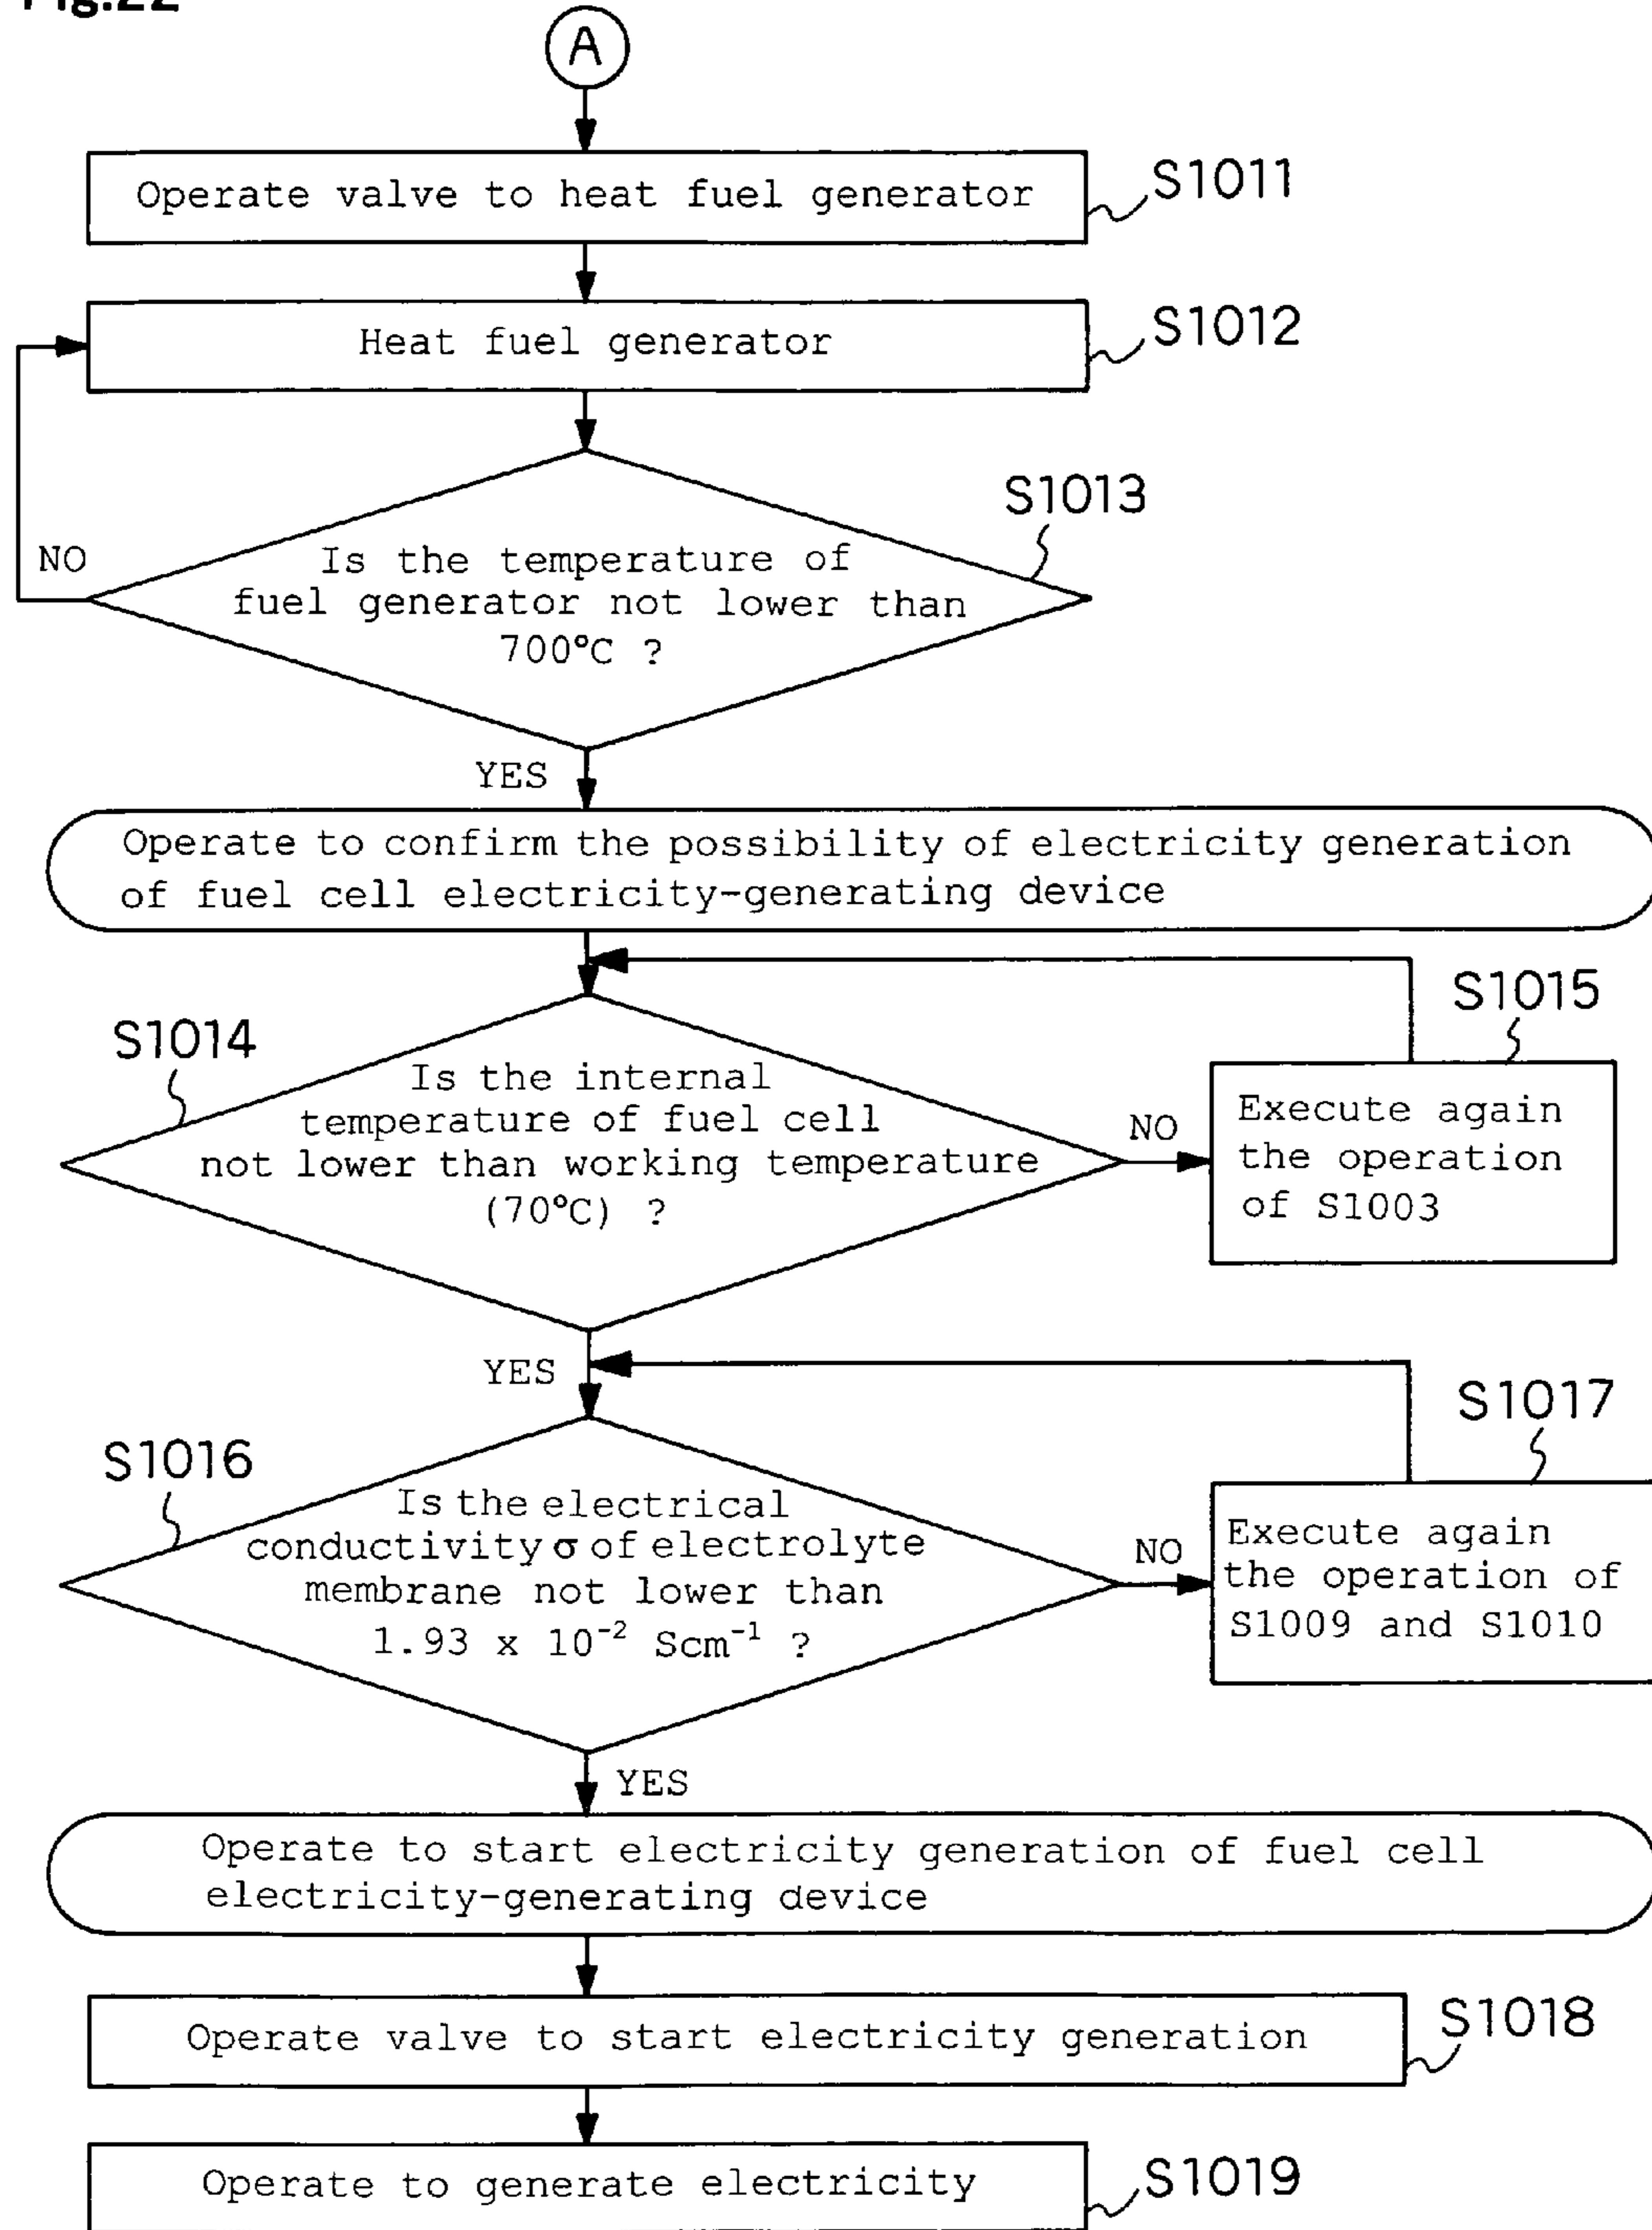 Fig.22
A
Operate valve to heat fuel generator
S1011
Heat fuel generator
S1012
S1013
NO
Is the temperature of
fuel generator not lower than
700°C ?
YES
Operate to confirm the possibility of electricity generation
of fuel cell electricity-generating device
S1015
S1014
Is the internal
temperature of fuel cell
not lower than working temperature
(70°C) ?
NO
Execute again
the operation
of S1003
YES
S1017
S1016
Is the electrical
conductivity σ of electrolyte
membrane not lower than
1.93 x 10⁻² Scm⁻¹ ?
NO
Execute again
the operation of
S1009 and S1010
YES
Operate to start electricity generation of fuel cell
electricity-generating device
Operate valve to start electricity generation
S1018
Operate to generate electricity
S1019